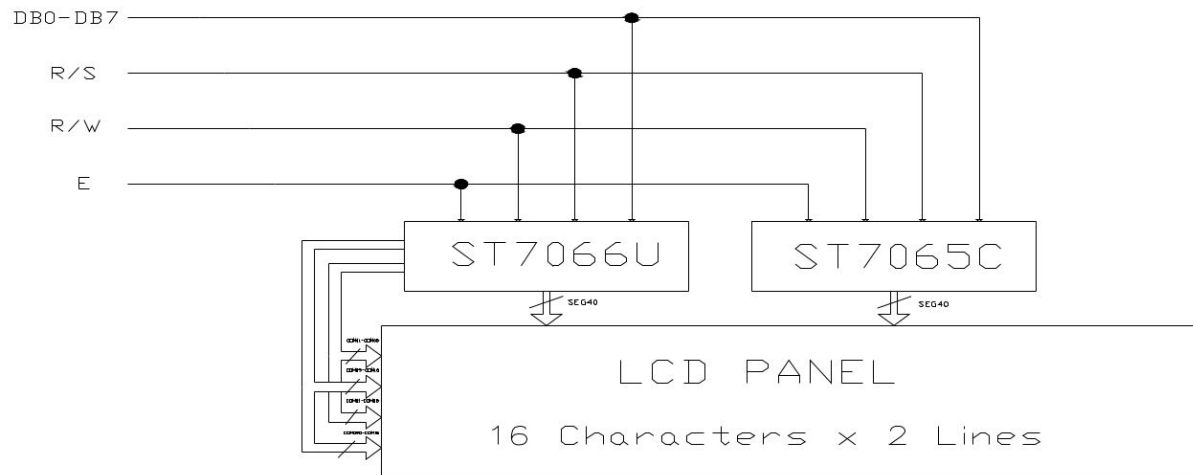 DB0-DB7
R/S
R/W
E
ST7066U
ST7065C
SEG40
SEG40
LCD PANEL
16 Characters x 2 Lines